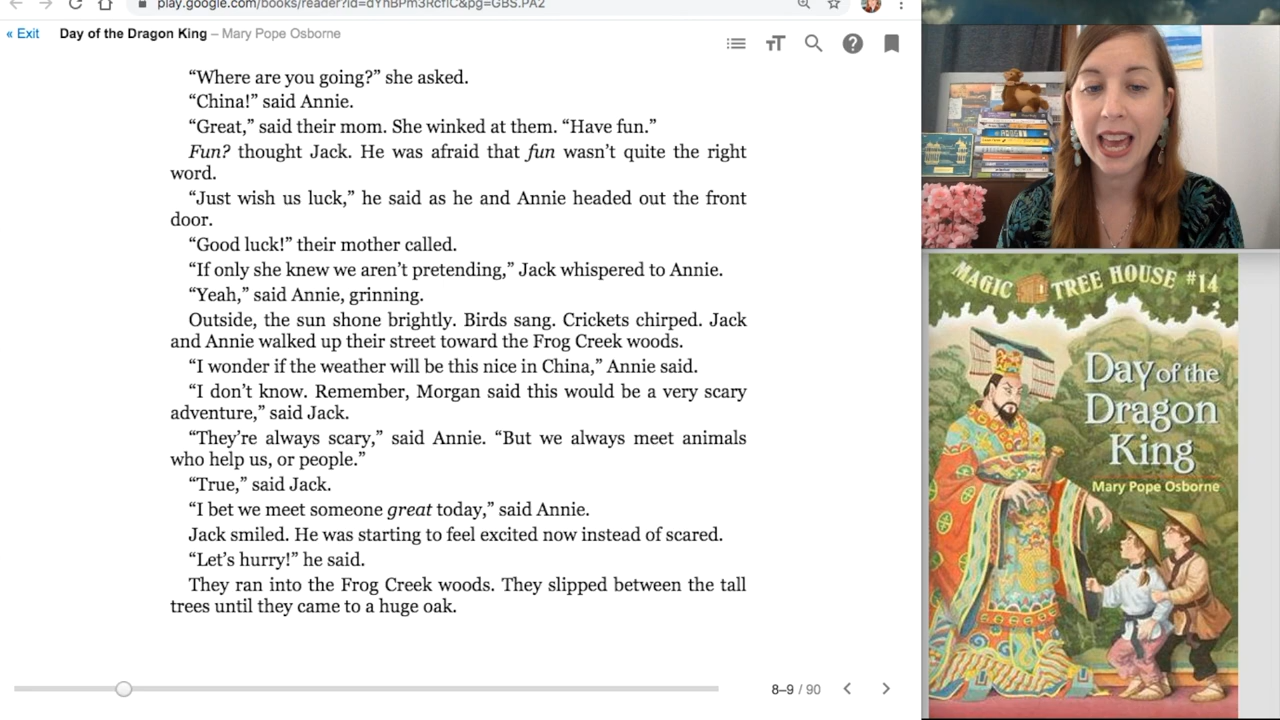 play.google.com/books/reader?id=dYnBPm3RcflC&pg=GBS.PA2
« Exit Day of the Dragon King – Mary Pope Osborne
“Where are you going?” she asked.
“China!” said Annie.
“Great,” said their mom. She winked at them. “Have fun.”
Fun? thought Jack. He was afraid that fun wasn’t quite the right
word.
“Just wish us luck,” he said as he and Annie headed out the front
door.
“Good luck!” their mother called.
“If only she knew we aren’t pretending,” Jack whispered to Annie.
“Yeah,” said Annie, grinning.
Outside, the sun shone brightly. Birds sang. Crickets chirped. Jack
and Annie walked up their street toward the Frog Creek woods.
“I wonder if the weather will be this nice in China,” Annie said.
“I don’t know. Remember, Morgan said this would be a very scary
adventure,” said Jack.
“They’re always scary,” said Annie. “But we always meet animals
who help us, or people.”
“True,” said Jack.
“I bet we meet someone great today,” said Annie.
Jack smiled. He was starting to feel excited now instead of scared.
“Let’s hurry!” he said.
They ran into the Frog Creek woods. They slipped between the tall
trees until they came to a huge oak.
8–9 / 90
MAGIC TREE HOUSE #14
Day of the
Dragon
King
Mary Pope Osborne